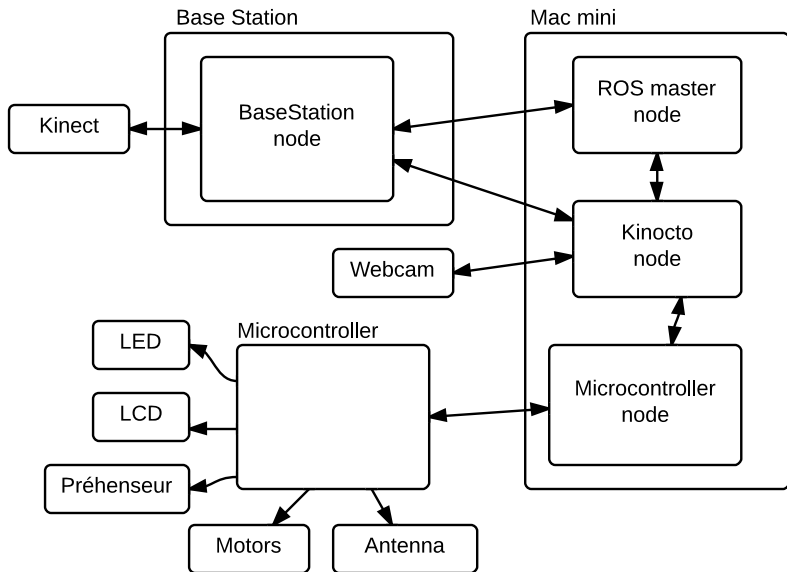 Base Station
Mac mini
Kinect
BaseStation
node
ROS master
node
Kinocto
node
Webcam
Microcontroller
LED
LCD
Préhenseur
Microcontroller
node
Motors
Antenna